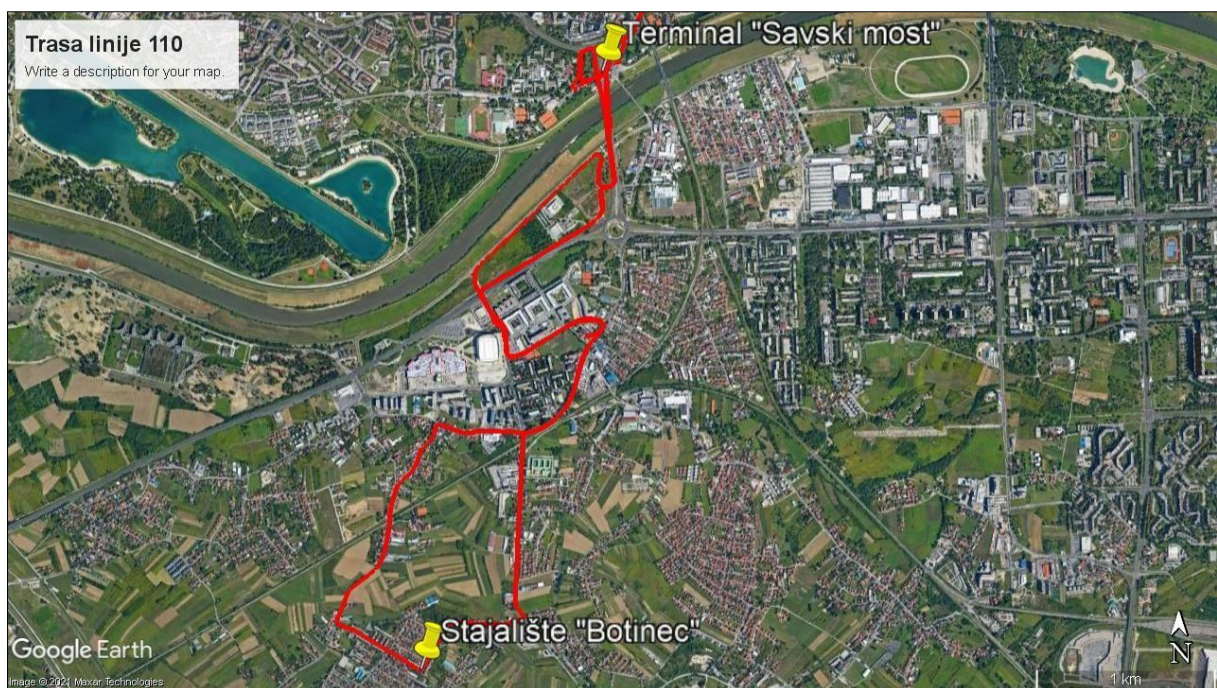 Trasa linije 110
Write a description for your map.
Terminal "Savski most"
Stajalište "Botinec"
Google Earth
Image © 2021 Maxar Technologies
1 km
N